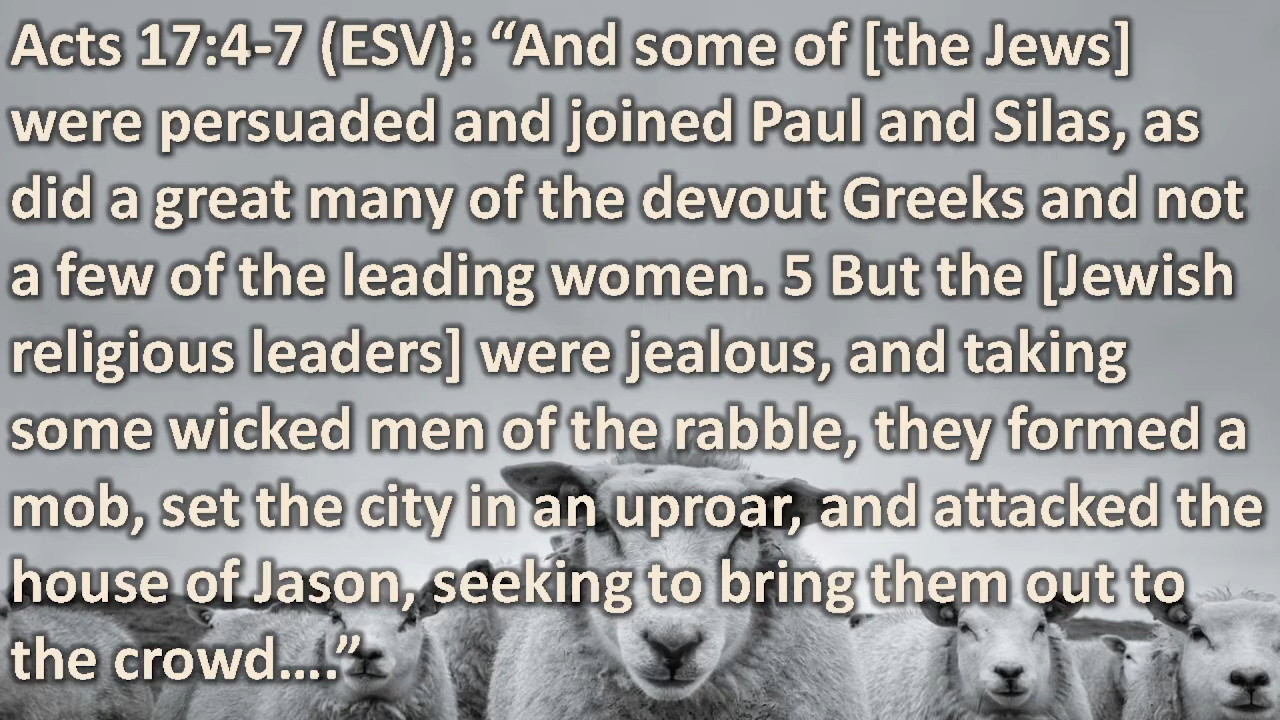 Acts 17:4-7 (ESV): “And some of [the Jews]
were persuaded and joined Paul and Silas, as
did a great many of the devout Greeks and not
a few of the leading women. 5 But the [Jewish
religious leaders] were jealous, and taking
some wicked men of the rabble, they formed a
mob, set the city in an uproar, and attacked the
house of Jason, seeking to bring them out to
the crowd....”